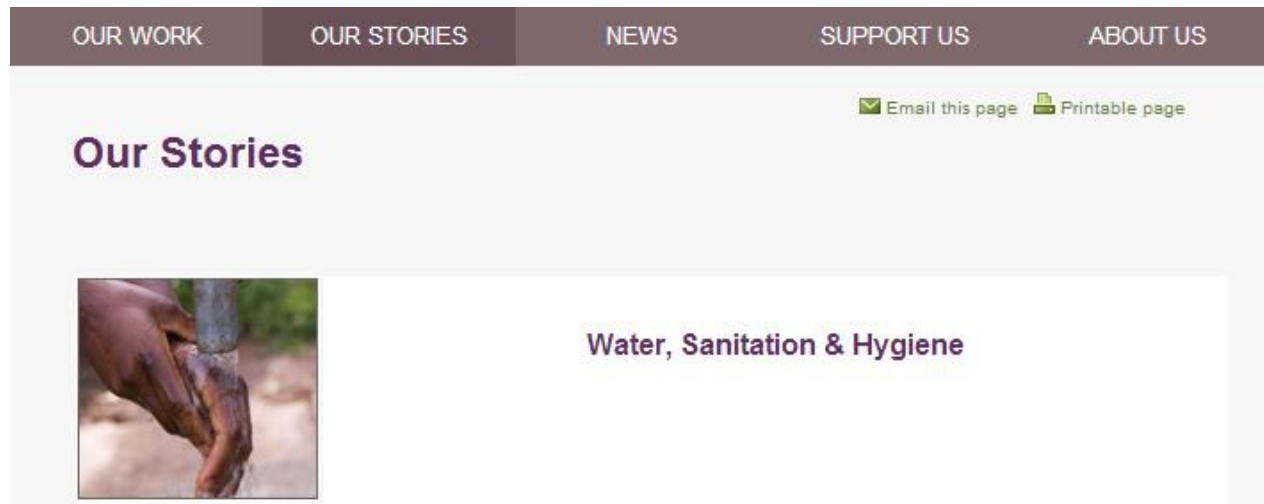 OUR WORK OUR STORIES NEWS SUPPORT US ABOUT US
Email this page Printable page
Our Stories
Water, Sanitation & Hygiene